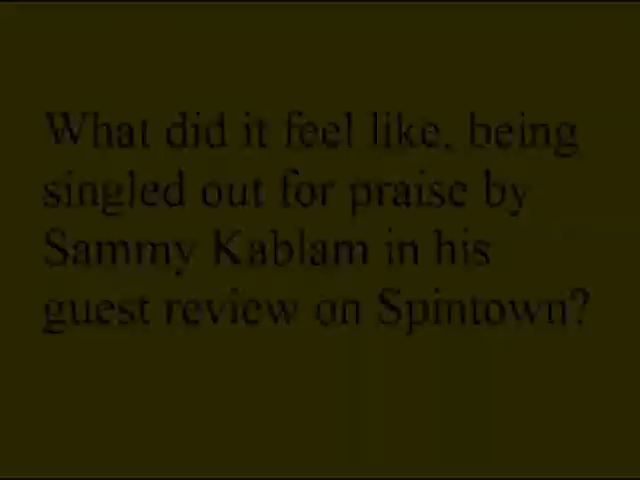 What did it feel like, being
singled out for praise by
Sammy Kablam in his
guest review on Spintown?